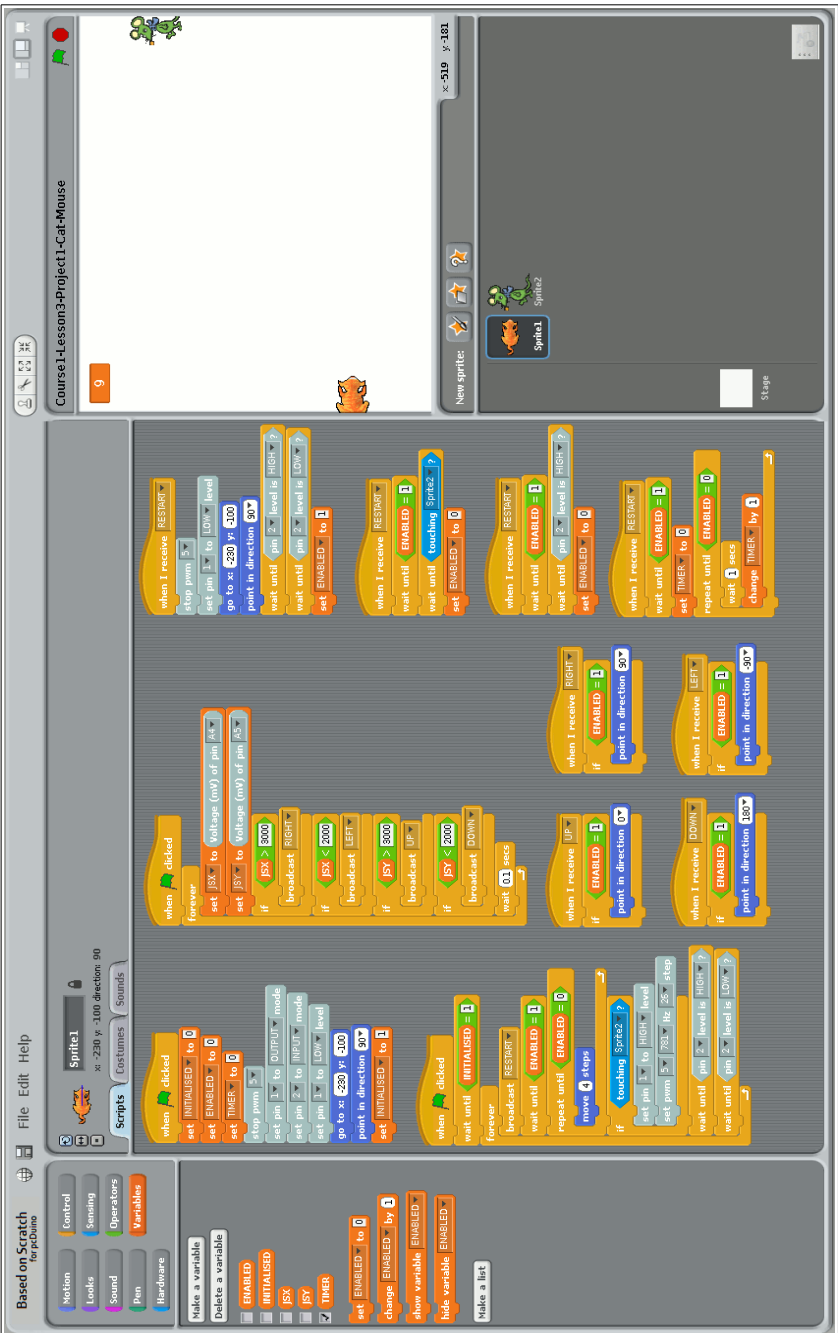 Based on Scratch
for pcDuino
File Edit Help
Motion
Control
Looks
Sensing
Sound
Operators
Pen
Variables
Hardware
Make a variable
Delete a variable
ENABLED
INITIALISED
JSX
JSY
TIMER
set ENABLED to 0
change ENABLED by 1
show variable ENABLED
hide variable ENABLED
Make a list
Sprite1
x: -230 y: -100 direction: 90
Scripts
Costumes
Sounds
when clicked
set INITIALISED to 0
set ENABLED to 0
set TIMER to 0
stop pwm 5
set pin 1 to OUTPUT mode
set pin 2 to INPUT mode
set pin 1 to LOW level
go to x: -230 y: -100
point in direction 90
set INITIALISED to 1
when clicked
wait until INITIALISED = 1
forever
broadcast RESTART
wait until ENABLED = 1
repeat until ENABLED = 0
move 4 steps
if touching Sprite2 ?
set pin 1 to HIGH level
set pwm 5 781 Hz 26 step
wait until pin 2 level is HIGH ?
wait until pin 2 level is LOW ?
when clicked
forever
set JSX to Voltage (mV) of pin A4
set JSY to Voltage (mV) of pin A5
if JSX > 3000
broadcast RIGHT
if JSX < 2000
broadcast LEFT
if JSY > 3000
broadcast UP
if JSY < 2000
broadcast DOWN
wait 0.1 secs
when I receive UP
if ENABLED = 1
point in direction 0
when I receive RIGHT
if ENABLED = 1
point in direction 90
when I receive DOWN
if ENABLED = 1
point in direction 180
when I receive LEFT
if ENABLED = 1
point in direction -90
when I receive RESTART
stop pwm 5
set pin 1 to LOW level
go to x: -230 y: -100
point in direction 90
wait until pin 2 level is HIGH ?
wait until pin 2 level is LOW ?
set ENABLED to 1
when I receive RESTART
wait until ENABLED = 1
wait until touching Sprite2 ?
set ENABLED to 0
when I receive RESTART
wait until ENABLED = 1
wait until pin 2 level is HIGH ?
set ENABLED to 0
when I receive RESTART
wait until ENABLED = 1
set TIMER to 0
repeat until ENABLED = 0
wait 1 secs
change TIMER by 1
Course1-Lesson3-Project1-Cat-Mouse
9
x: -519 y: -181
New sprite:
Sprite1
Sprite2
Stage